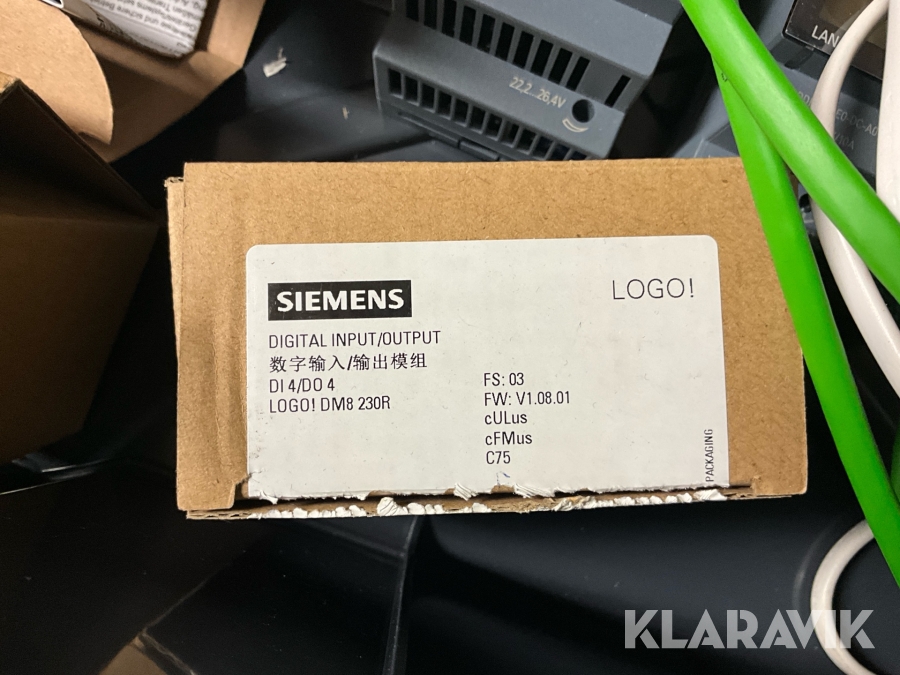 22,2...26,4V
LAN
SIEMENS
LOGO!
DIGITAL INPUT/OUTPUT
数字输入/输出模组
DI 4/DO 4
LOGO! DM8 230R
FS: 03
FW: V1.08.01
cULus
cFMus
C75
PACKAGING
KLARAVIK